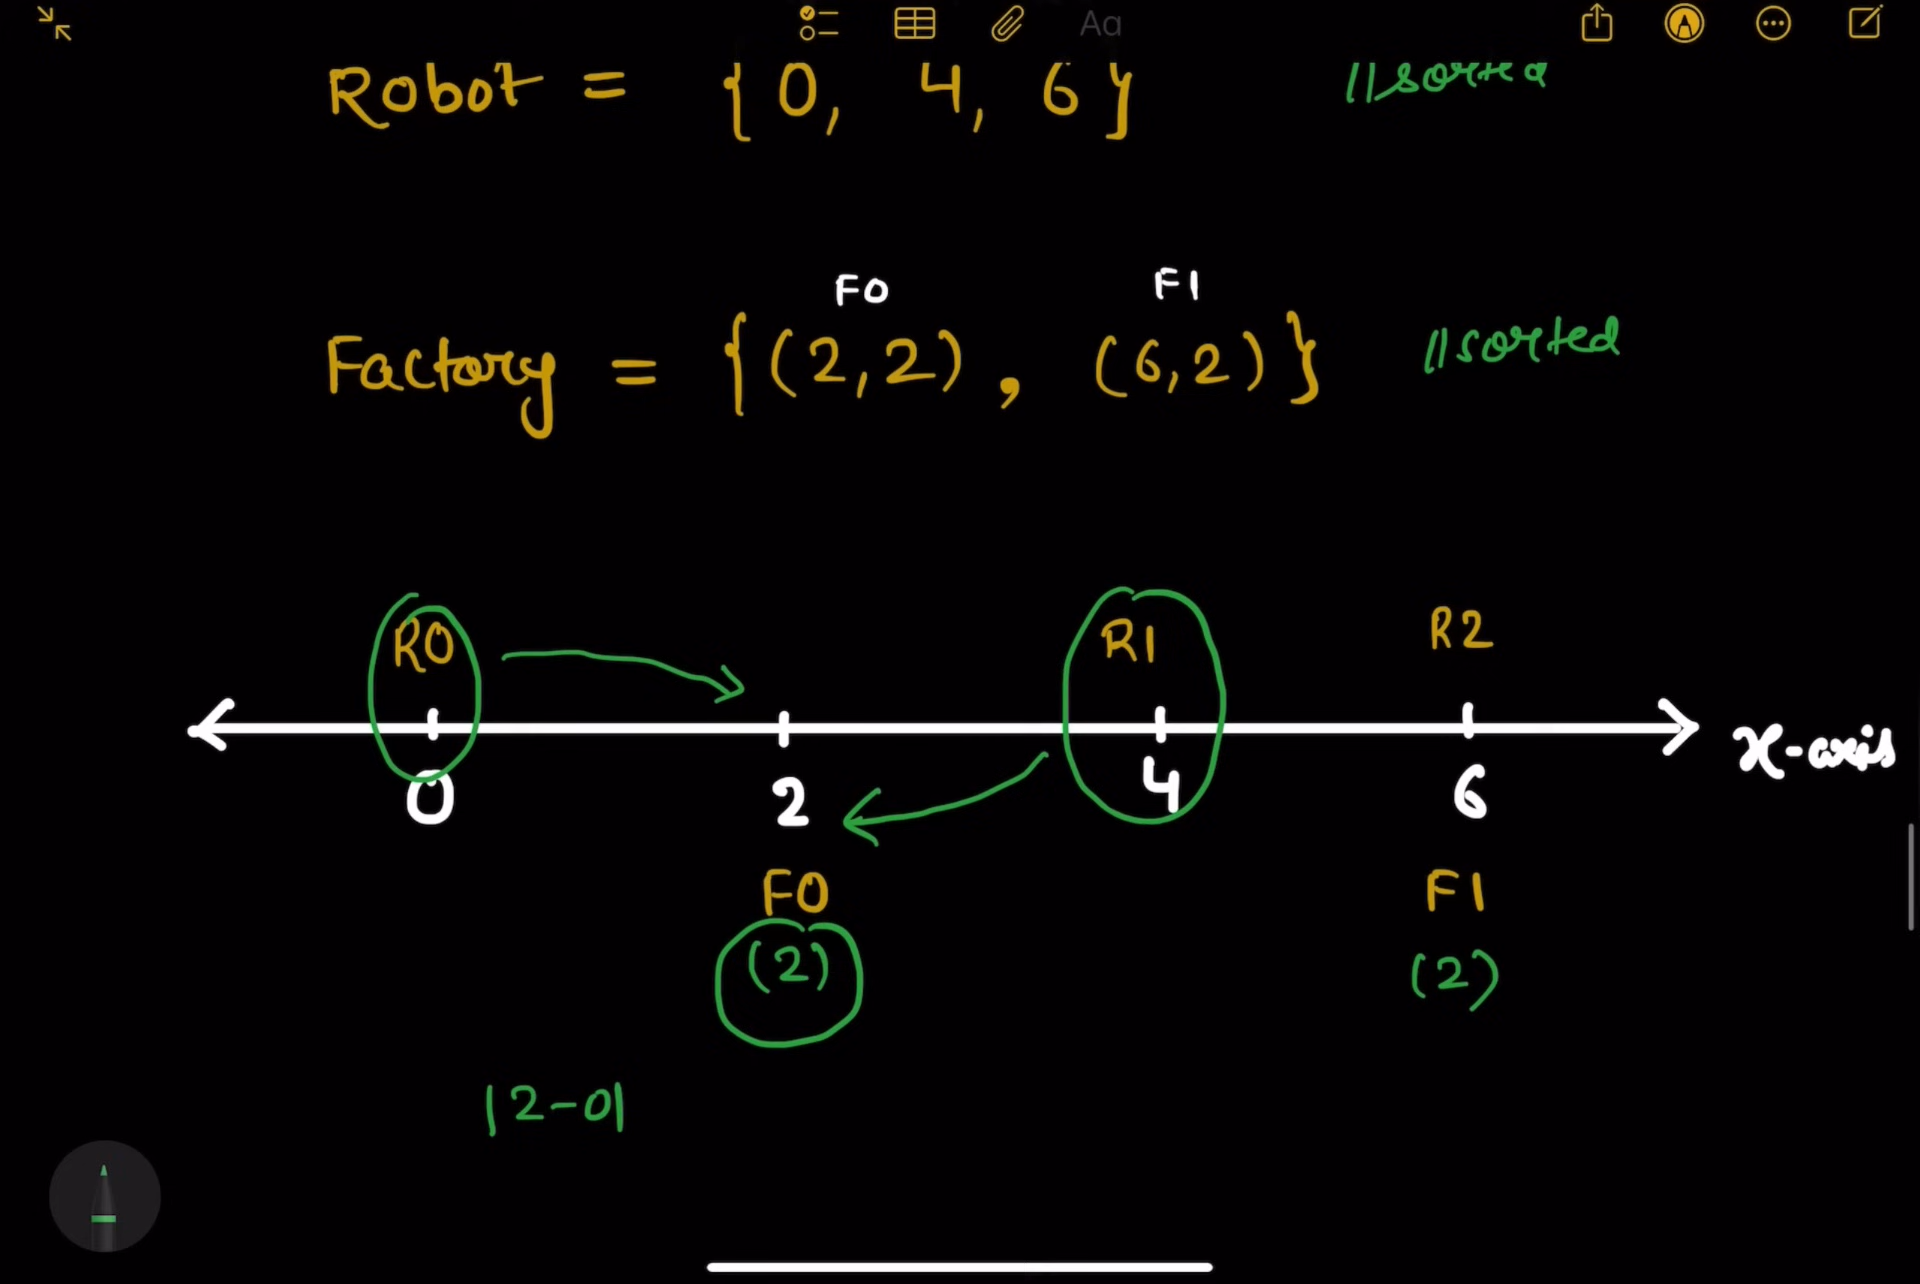 Aa
Robot = { 0, 4, 6 } //sorted
F0 F1
Factory = { (2,2) , (6,2) } //sorted
R0 R1 R2
x-axis
0 2 4 6
F0 F1
(2) (2)
|2-0|